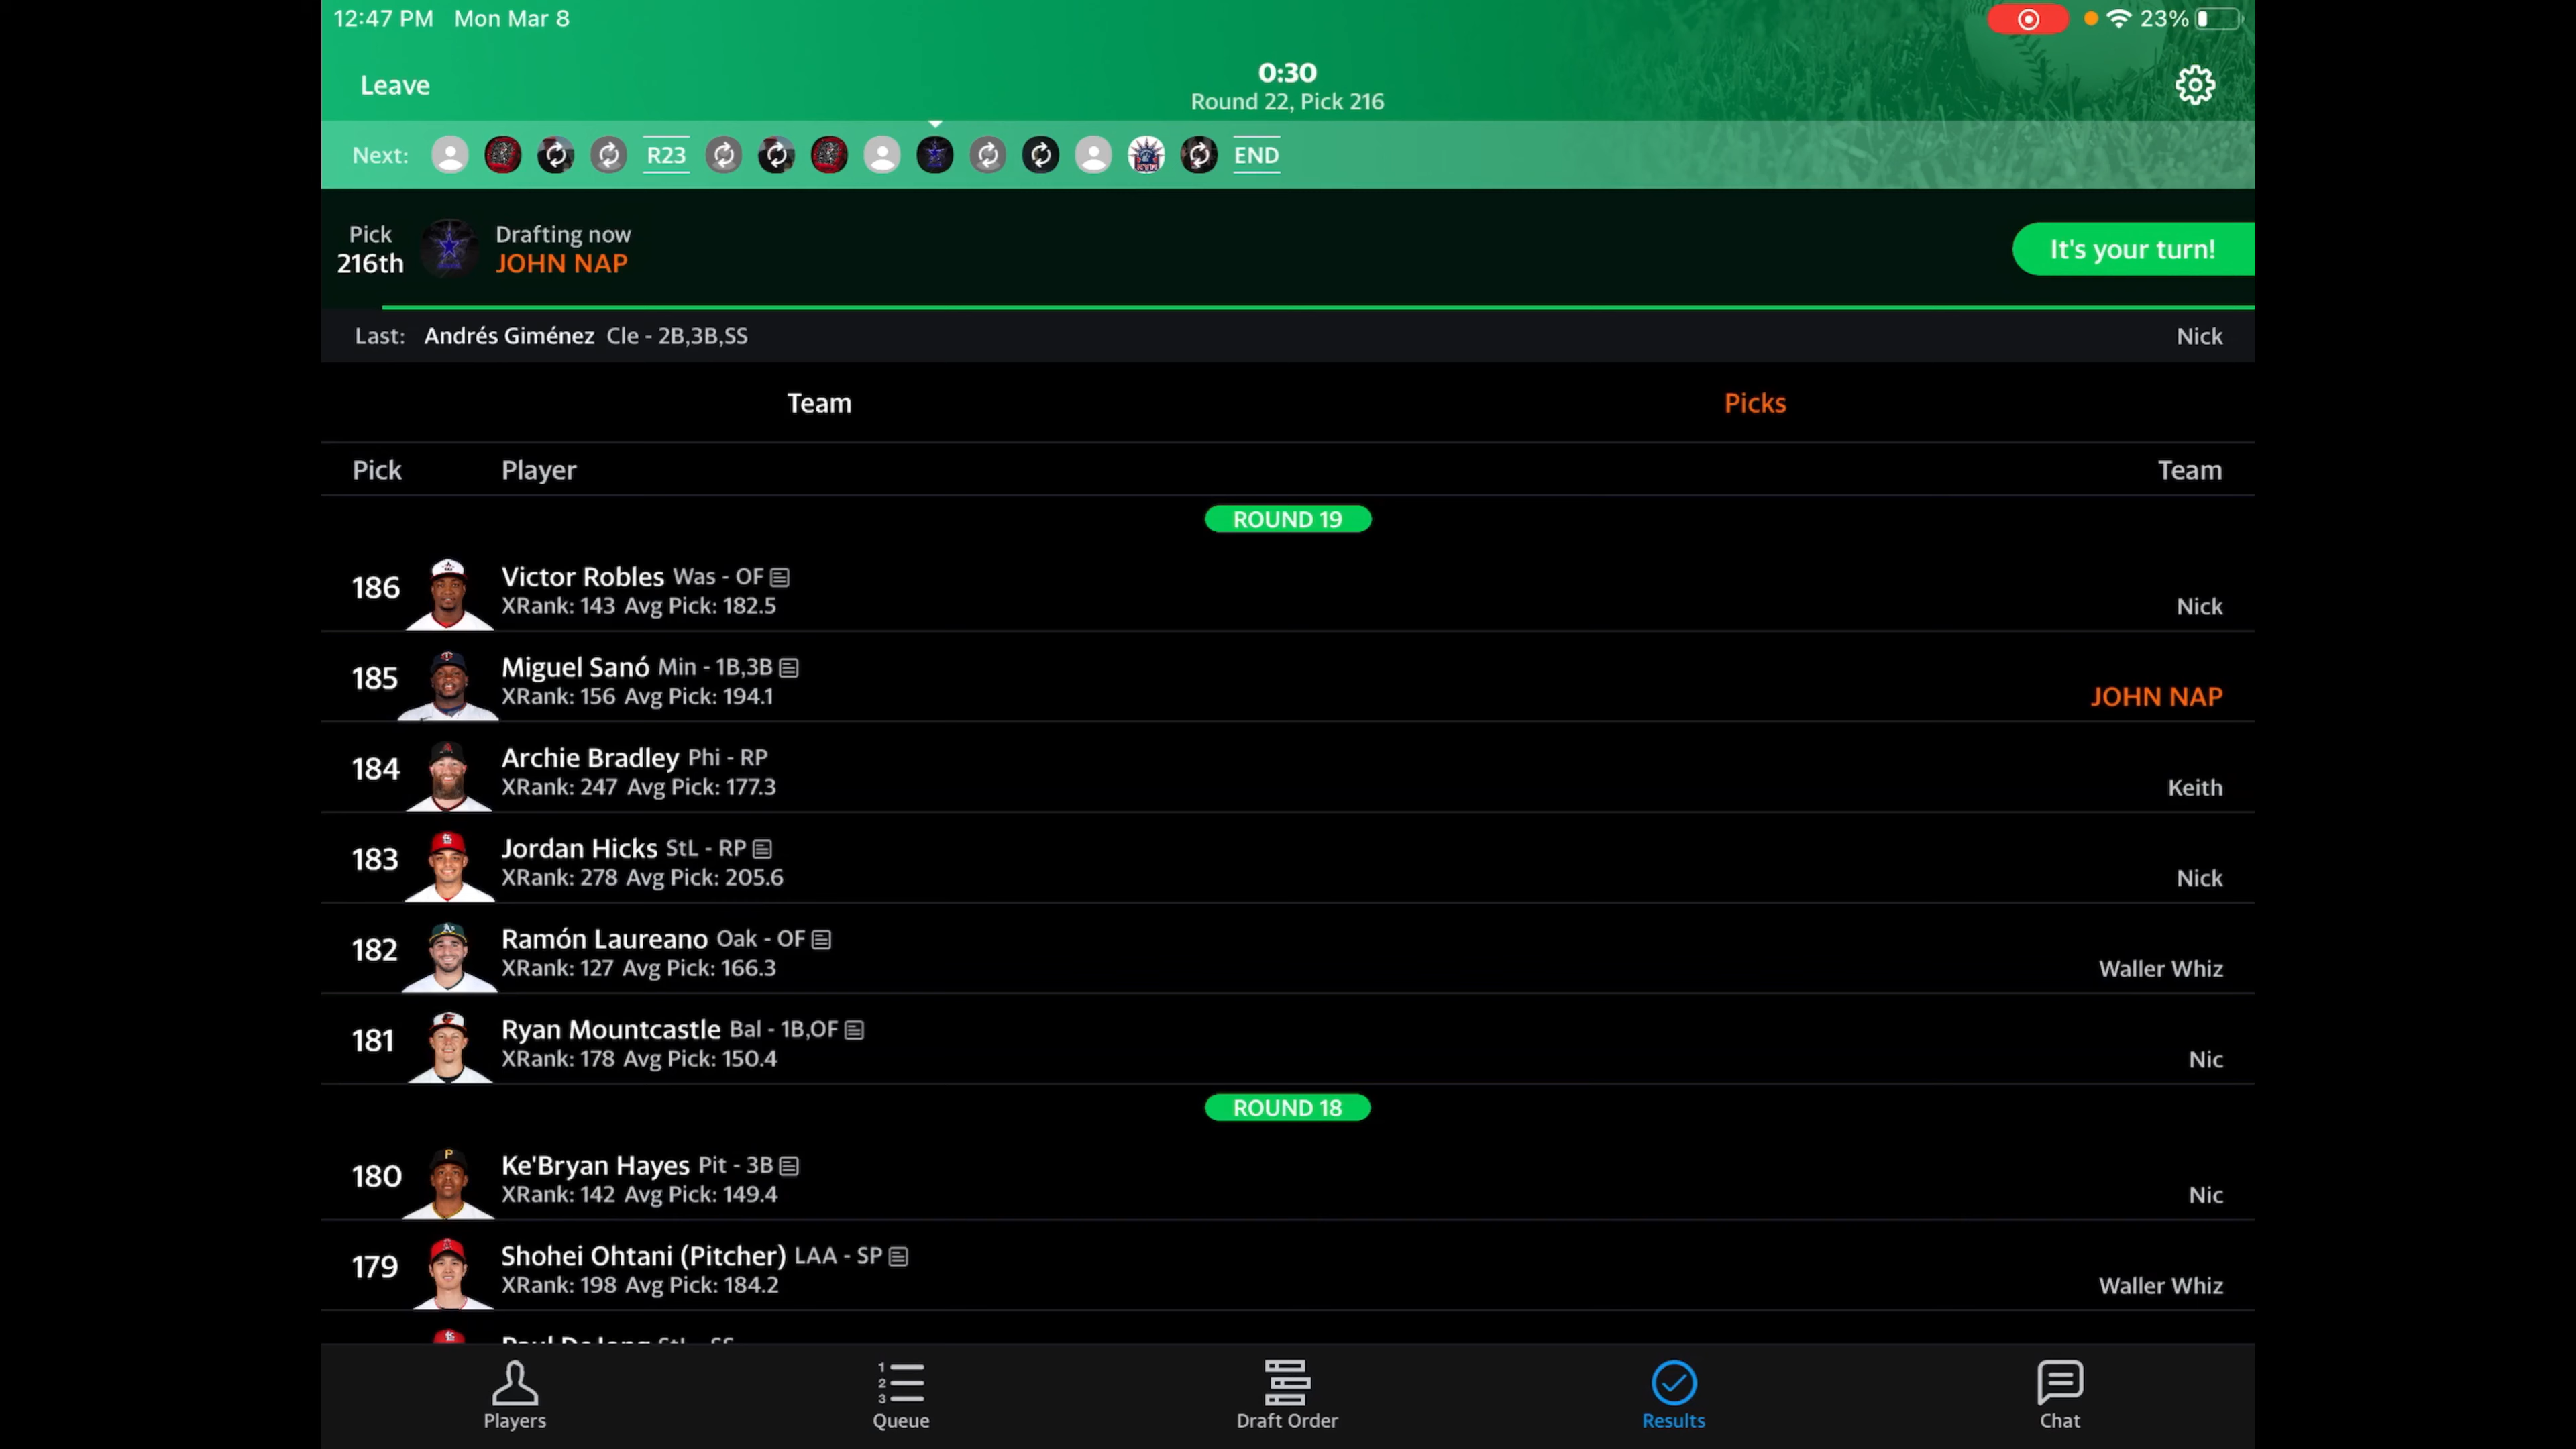 12:47 PM Mon Mar 8
23%
Leave
0:30
Round 22, Pick 216
Next:
R23
END
Pick
216th
Drafting now
JOHN NAP
It's your turn!
Last: Andrés Giménez Cle - 2B,3B,SS
Nick
Team
Picks
Pick Player Team
ROUND 19
186
Victor Robles Was - OF
XRank: 143 Avg Pick: 182.5
Nick
185
Miguel Sanó Min - 1B,3B
XRank: 156 Avg Pick: 194.1
JOHN NAP
184
Archie Bradley Phi - RP
XRank: 247 Avg Pick: 177.3
Keith
183
Jordan Hicks StL - RP
XRank: 278 Avg Pick: 205.6
Nick
182
Ramón Laureano Oak - OF
XRank: 127 Avg Pick: 166.3
Waller Whiz
181
Ryan Mountcastle Bal - 1B,OF
XRank: 178 Avg Pick: 150.4
Nic
ROUND 18
180
Ke'Bryan Hayes Pit - 3B
XRank: 142 Avg Pick: 149.4
Nic
179
Shohei Ohtani (Pitcher) LAA - SP
XRank: 198 Avg Pick: 184.2
Waller Whiz
Paul DeJong StL - SS
Players
Queue
Draft Order
Results
Chat